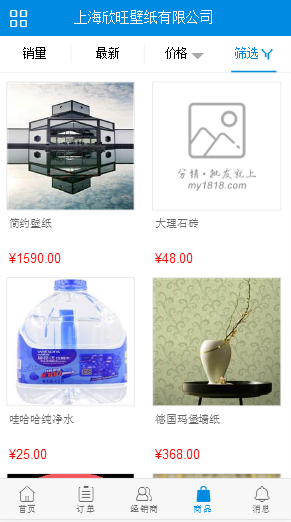 上海欣旺壁纸有限公司
销量 最新 价格 筛选
分销·批发就上
my1818.com
简约壁纸 大理石砖
¥1590.00 ¥48.00
哇哈哈纯净水 德国玛堡墙纸
¥25.00 ¥368.00
首页 订单 经销商 商品 消息